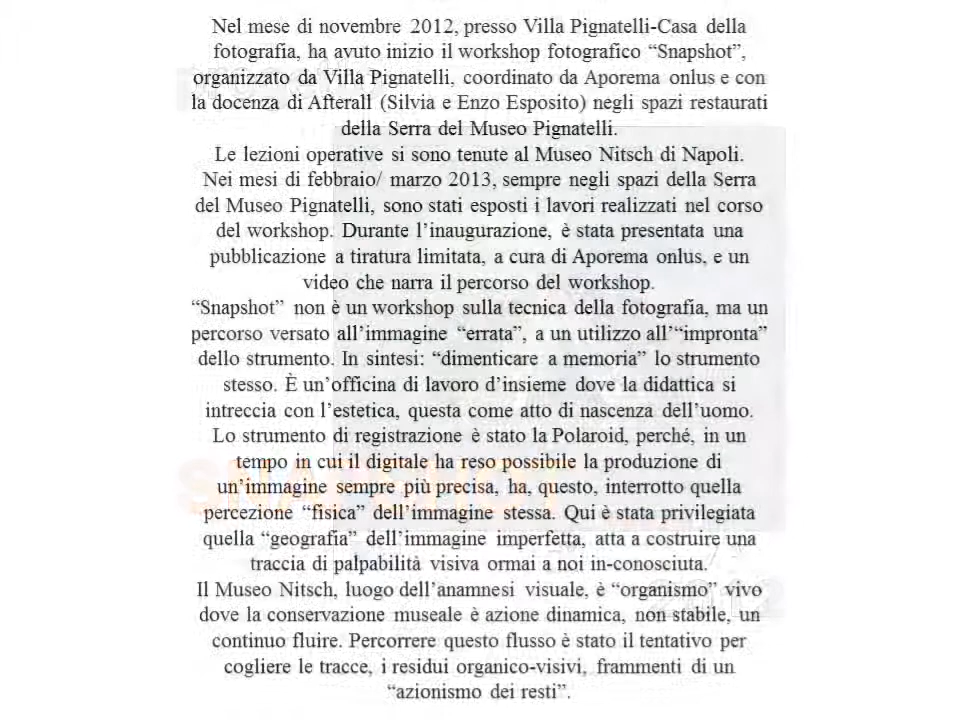 Nel mese di novembre 2012, presso Villa Pignatelli-Casa della
fotografia, ha avuto inizio il workshop fotografico “Snapshot”,
organizzato da Villa Pignatelli, coordinato da Aporema onlus e con
la docenza di Afterall (Silvia e Enzo Esposito) negli spazi restaurati
della Serra del Museo Pignatelli.
Le lezioni operative si sono tenute al Museo Nitsch di Napoli.
Nei mesi di febbraio/ marzo 2013, sempre negli spazi della Serra
del Museo Pignatelli, sono stati esposti i lavori realizzati nel corso
del workshop. Durante l’inaugurazione, è stata presentata una
pubblicazione a tiratura limitata, a cura di Aporema onlus, e un
video che narra il percorso del workshop.
“Snapshot” non è un workshop sulla tecnica della fotografia, ma un
percorso versato all’immagine “errata”, a un utilizzo all’“impronta”
dello strumento. In sintesi: “dimenticare a memoria” lo strumento
stesso. È un’officina di lavoro d’insieme dove la didattica si
intreccia con l’estetica, questa come atto di nascenza dell’uomo.
Lo strumento di registrazione è stato la Polaroid, perché, in un
tempo in cui il digitale ha reso possibile la produzione di
un’immagine sempre più precisa, ha, questo, interrotto quella
percezione “fisica” dell’immagine stessa. Qui è stata privilegiata
quella “geografia” dell’immagine imperfetta, atta a costruire una
traccia di palpabilità visiva ormai a noi in-conosciuta.
Il Museo Nitsch, luogo dell’anamnesi visuale, è “organismo” vivo
dove la conservazione museale è azione dinamica, non stabile, un
continuo fluire. Percorrere questo flusso è stato il tentativo per
cogliere le tracce, i residui organico-visivi, frammenti di un
“azionismo dei resti”.